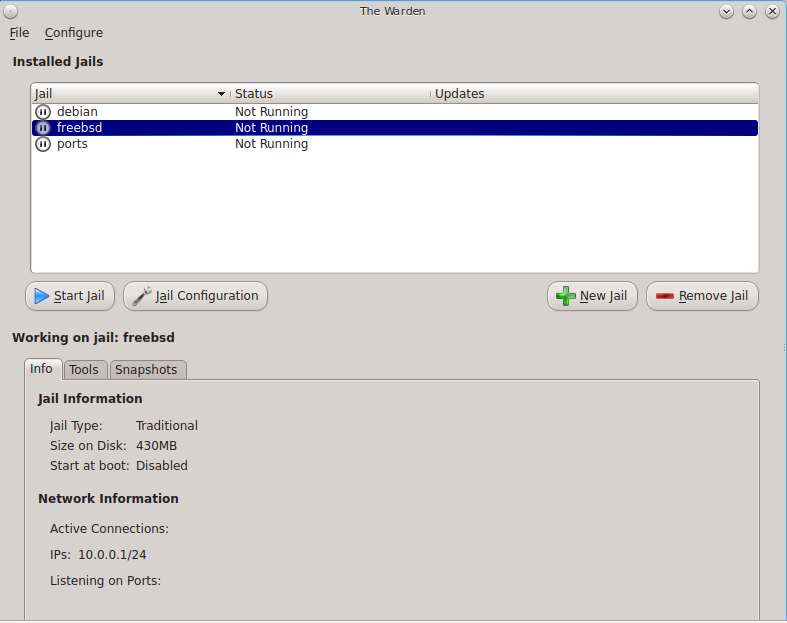 The Warden
File Configure
Installed Jails
Jail Status Updates
debian Not Running
freebsd Not Running
ports Not Running
Start Jail Jail Configuration New Jail Remove Jail
Working on jail: freebsd
Info Tools Snapshots
Jail Information
Jail Type: Traditional
Size on Disk: 430MB
Start at boot: Disabled
Network Information
Active Connections:
IPs: 10.0.0.1/24
Listening on Ports: